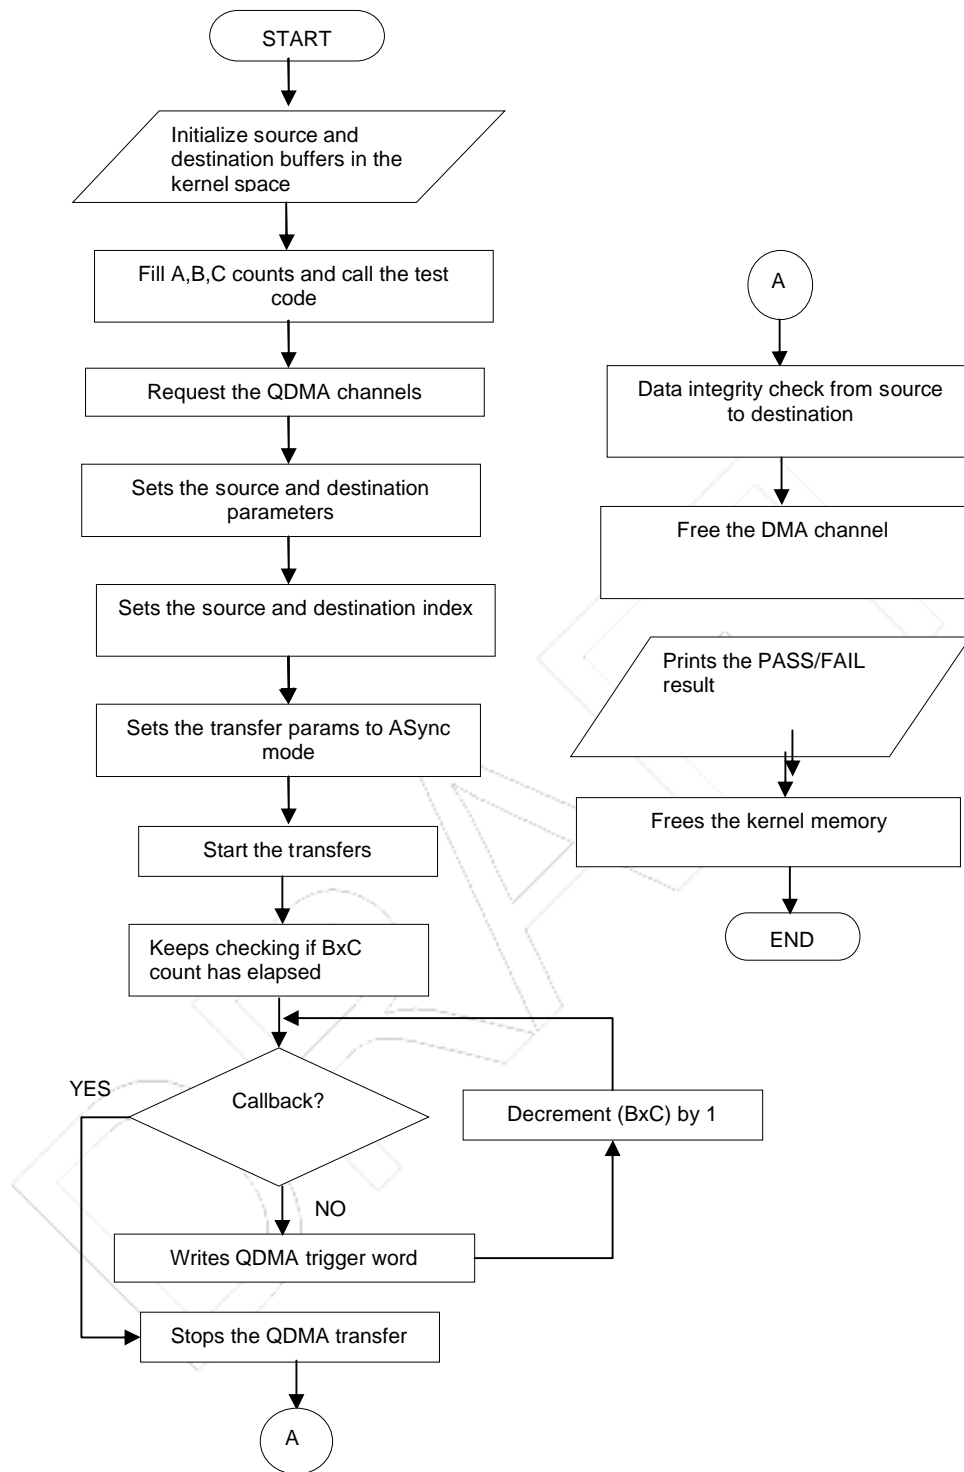 START
Initialize source and
destination buffers in the
kernel space
Fill A,B,C counts and call the test
code
Request the QDMA channels
Sets the source and destination
parameters
Sets the source and destination index
Sets the transfer params to ASync
mode
Start the transfers
Keeps checking if BxC
count has elapsed
YES
Callback?
Decrement (BxC) by 1
NO
Writes QDMA trigger word
Stops the QDMA transfer
A
A
Data integrity check from source
to destination
Free the DMA channel
Prints the PASS/FAIL
result
Frees the kernel memory
END
DRAFT